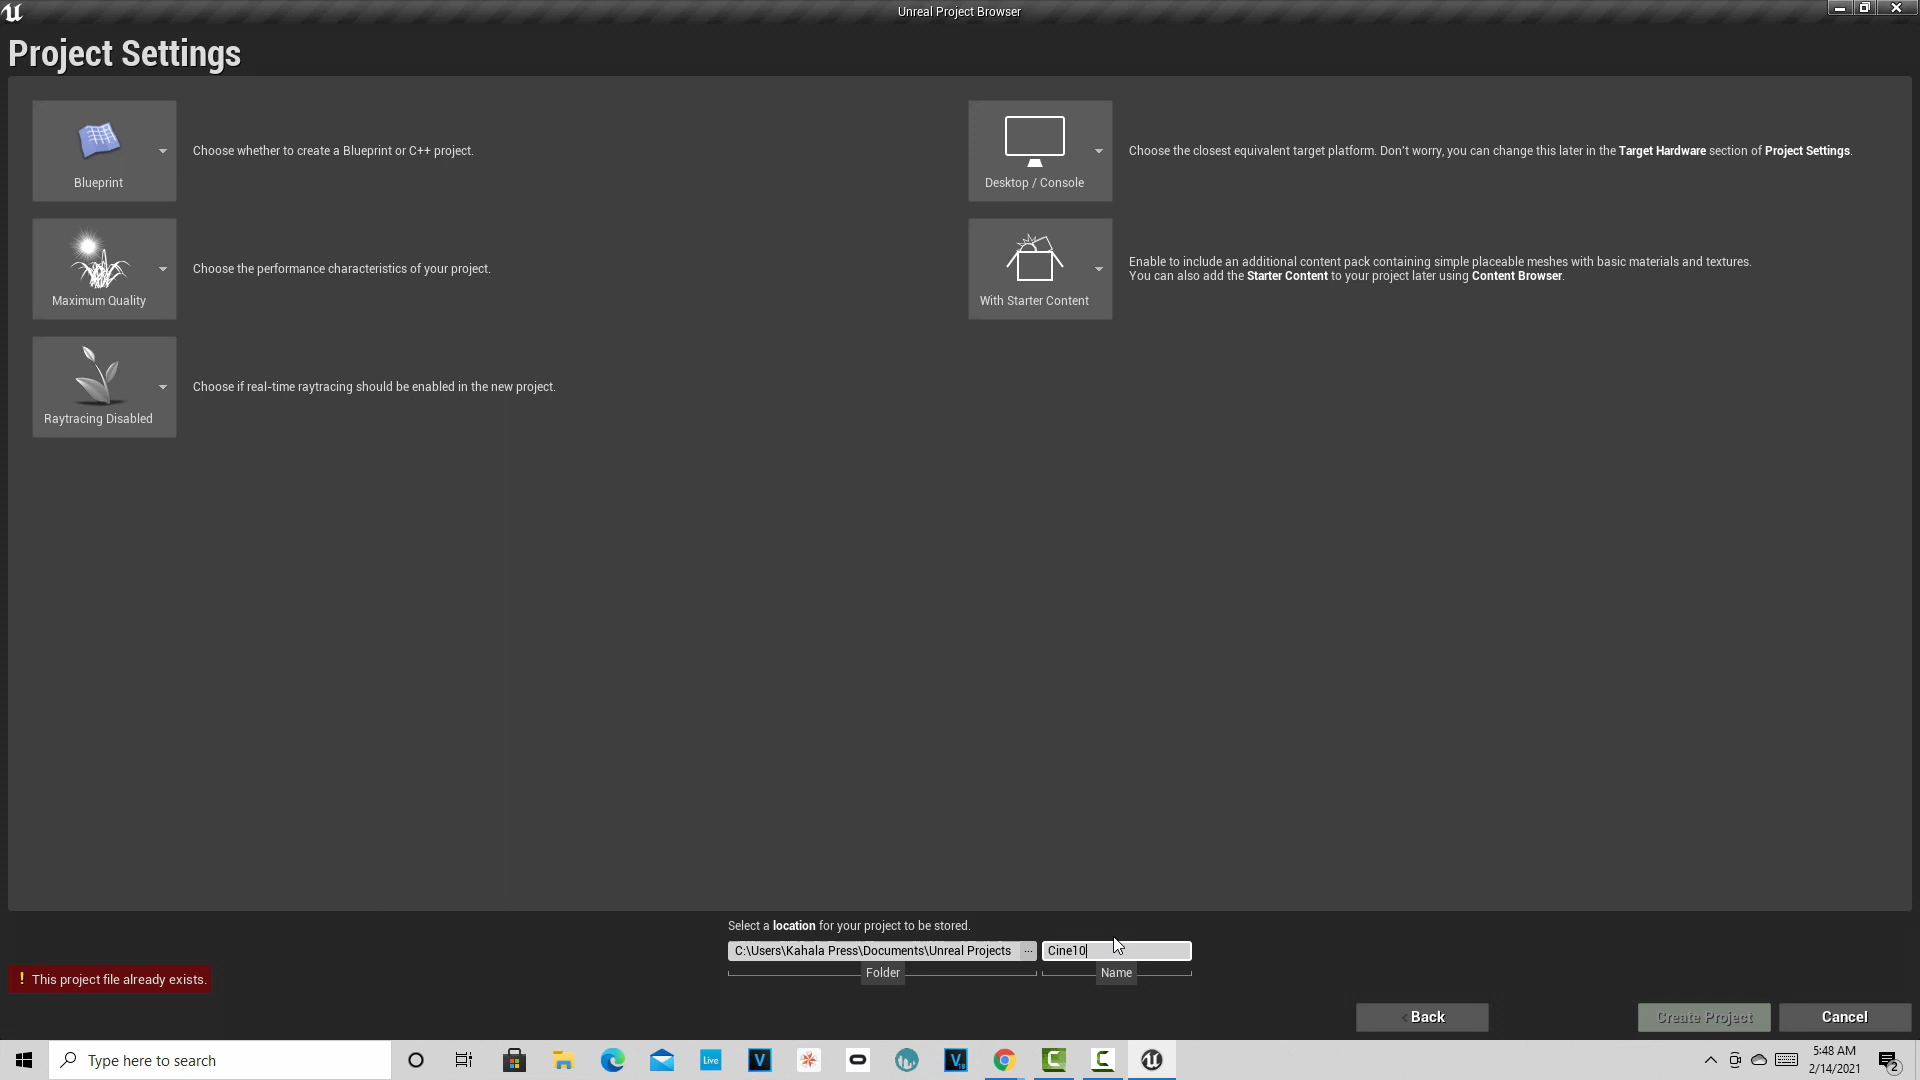 Unreal Project Browser
Project Settings
Blueprint
Choose whether to create a Blueprint or C++ project.
Desktop / Console
Choose the closest equivalent target platform. Don't worry, you can change this later in the Target Hardware section of Project Settings.
Maximum Quality
Choose the performance characteristics of your project.
With Starter Content
Enable to include an additional content pack containing simple placeable meshes with basic materials and textures.
You can also add the Starter Content to your project later using Content Browser.
Raytracing Disabled
Choose if real-time raytracing should be enabled in the new project.
Select a location for your project to be stored.
C:\Users\Kahala Press\Documents\Unreal Projects
...
Cine10
Folder
Name
! This project file already exists.
Back
Create Project
Cancel
Type here to search
Live
5:48 AM
2/14/2021
2